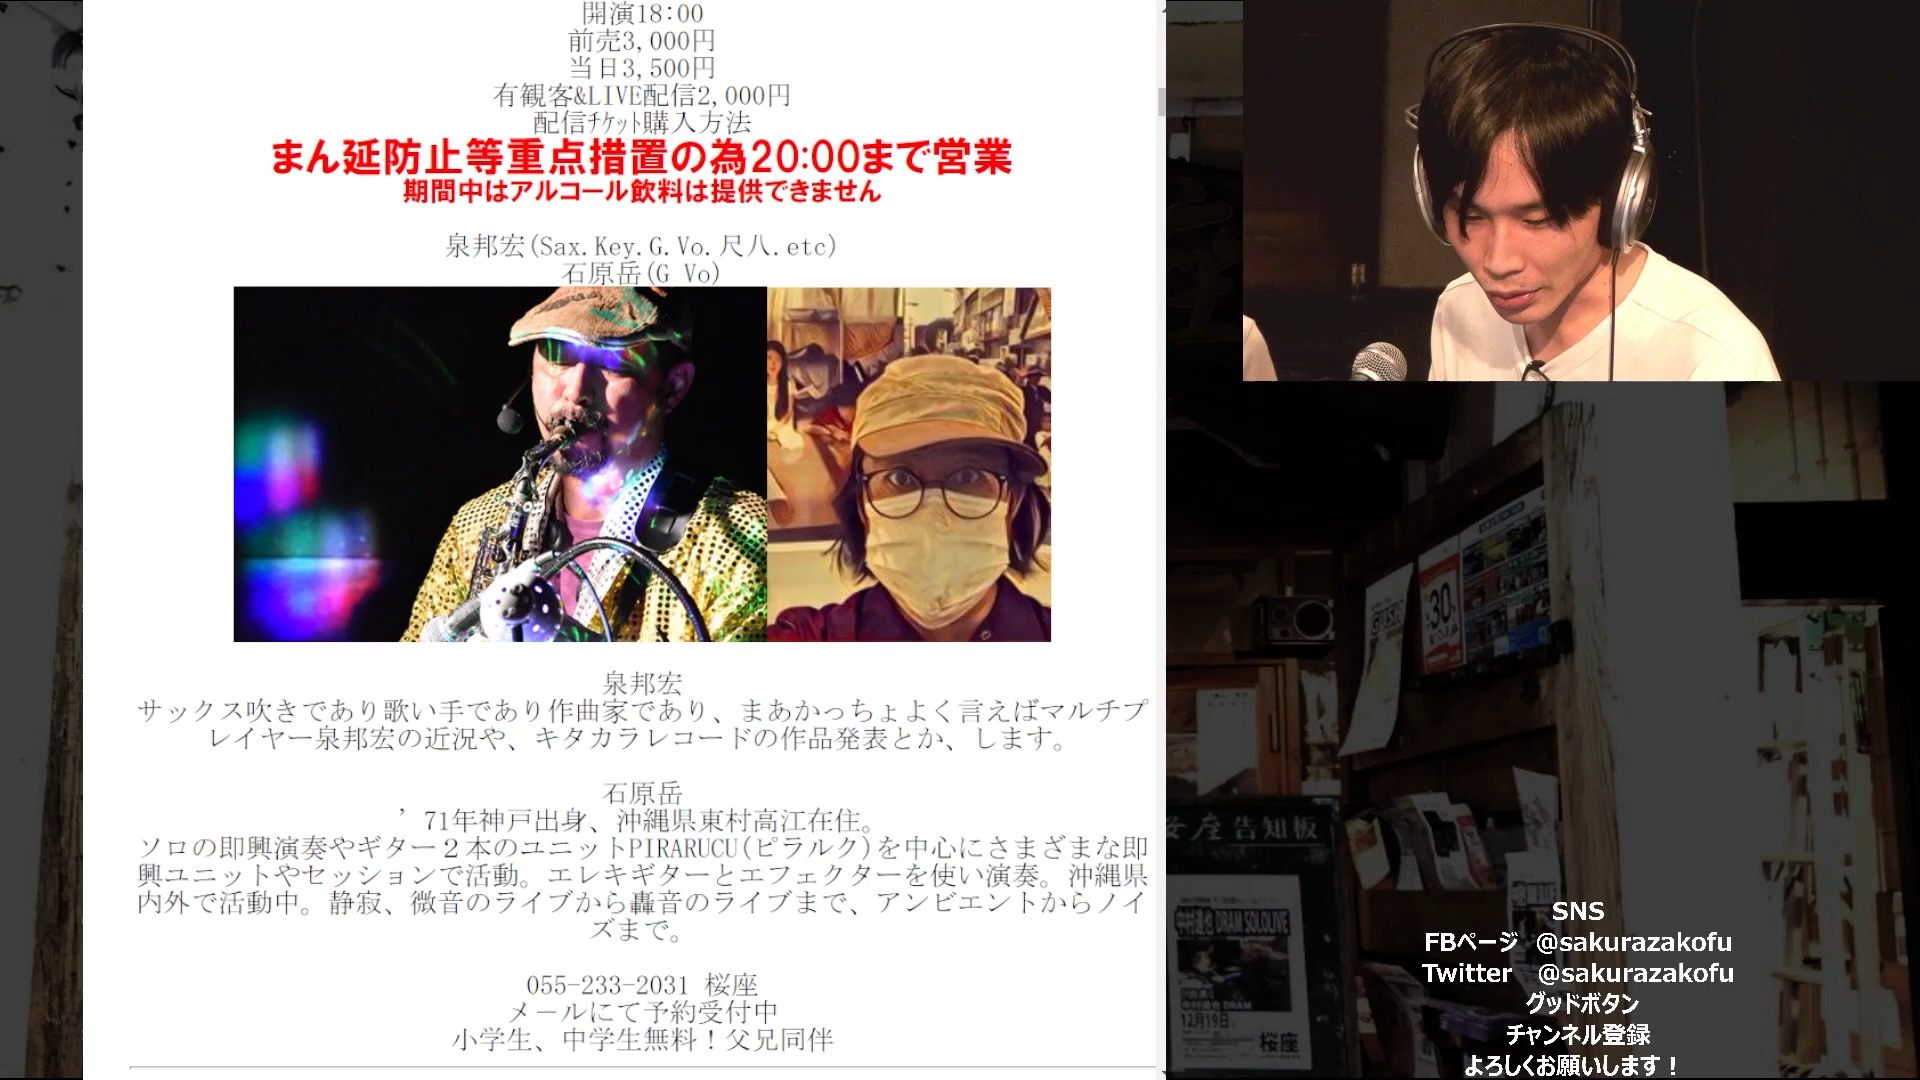 開演18:00
前売3,000円
当日3,500円
有観客&LIVE配信2,000円
配信ﾁｹｯﾄ購入方法
まん延防止等重点措置の為20:00まで営業
期間中はアルコール飲料は提供できません
泉邦宏(Sax.Key.G.Vo.尺八.etc)
石原岳(G Vo)
泉邦宏
サックス吹きであり歌い手であり作曲家であり、まあかっちょよく言えばマルチプ
レイヤー泉邦宏の近況や、キタカラレコードの作品発表とか、します。
石原岳
’71年神戸出身、沖縄県東村高江在住。
ソロの即興演奏やギター２本のユニットPIRARUCU(ピラルク)を中心にさまざまな即
興ユニットやセッションで活動。エレキギターとエフェクターを使い演奏。沖縄県
内外で活動中。静寂、微音のライブから轟音のライブまで、アンビエントからノイ
ズまで。
055-233-2031 桜座
メールにて予約受付中
小学生、中学生無料！父兄同伴
30
座告知板
中村達也 DRAM SOLOLIVE
12月19日
桜座
SNS
FBページ @sakurazakofu
Twitter @sakurazakofu
グッドボタン
チャンネル登録
よろしくお願いします！